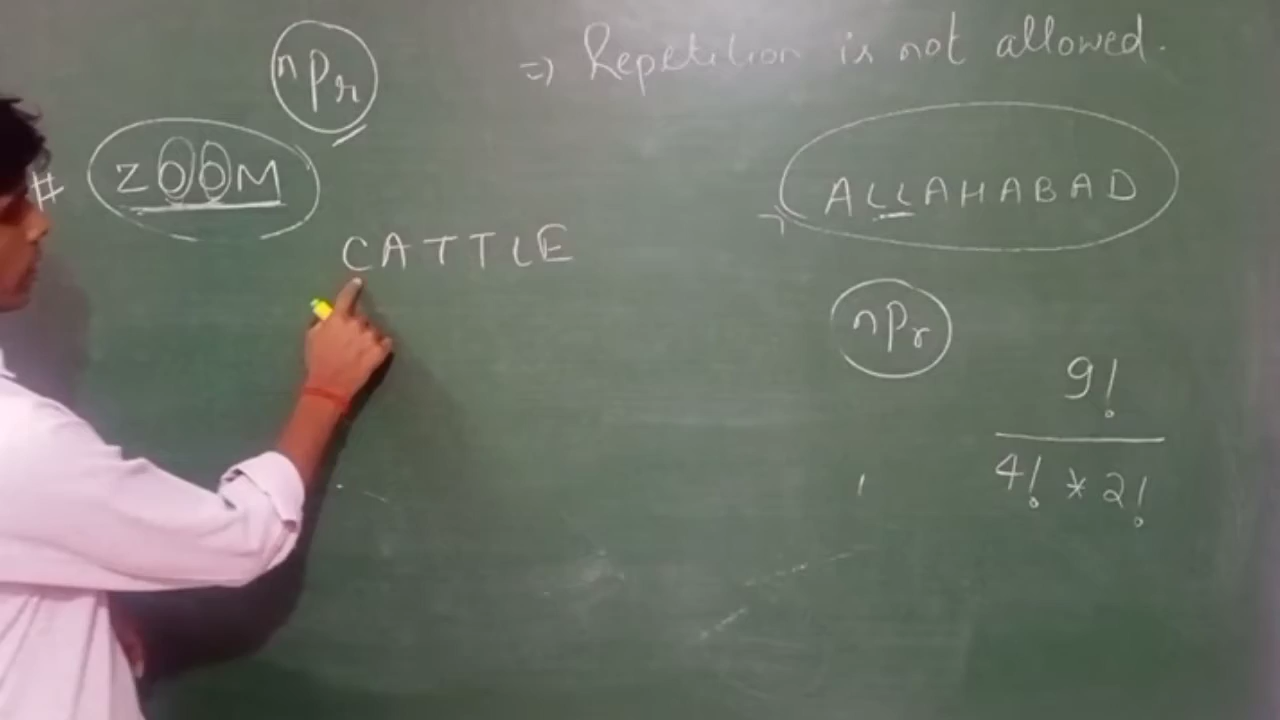 nPr
=) Repetition is not allowed.
# ZOOM
ALLAHABAD
CATTLE
nPr
9!
4! * 2!